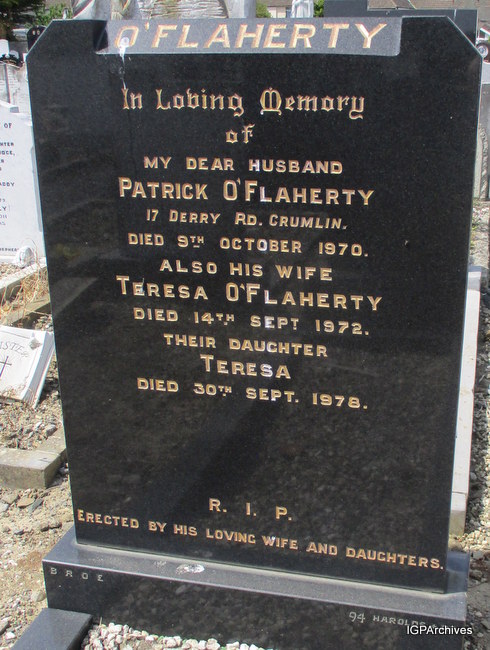 O'FLAHERTY
In Loving Memory
of
MY DEAR HUSBAND
PATRICK O'FLAHERTY
17 DERRY RD. CRUMLIN.
DIED 9TH OCTOBER 1970.
ALSO HIS WIFE
TERESA O'FLAHERTY
DIED 14TH. SEPT 1972.
THEIR DAUGHTER
TERESA
DIED 30TH SEPT. 1978.
R. I. P.
ERECTED BY HIS LOVING WIFE AND DAUGHTERS.
BROE
94 HAROLDS
IGPArchives